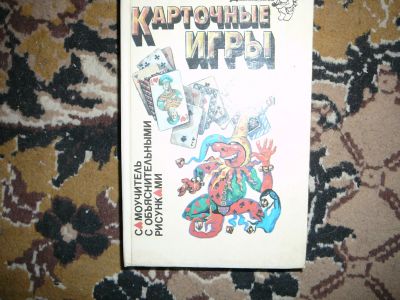 КАРТОЧНЫЕ
ИГРЫ
САМОУЧИТЕЛЬ
С ОБЪЯСНИТЕЛЬНЫМИ
РИСУНКАМИ